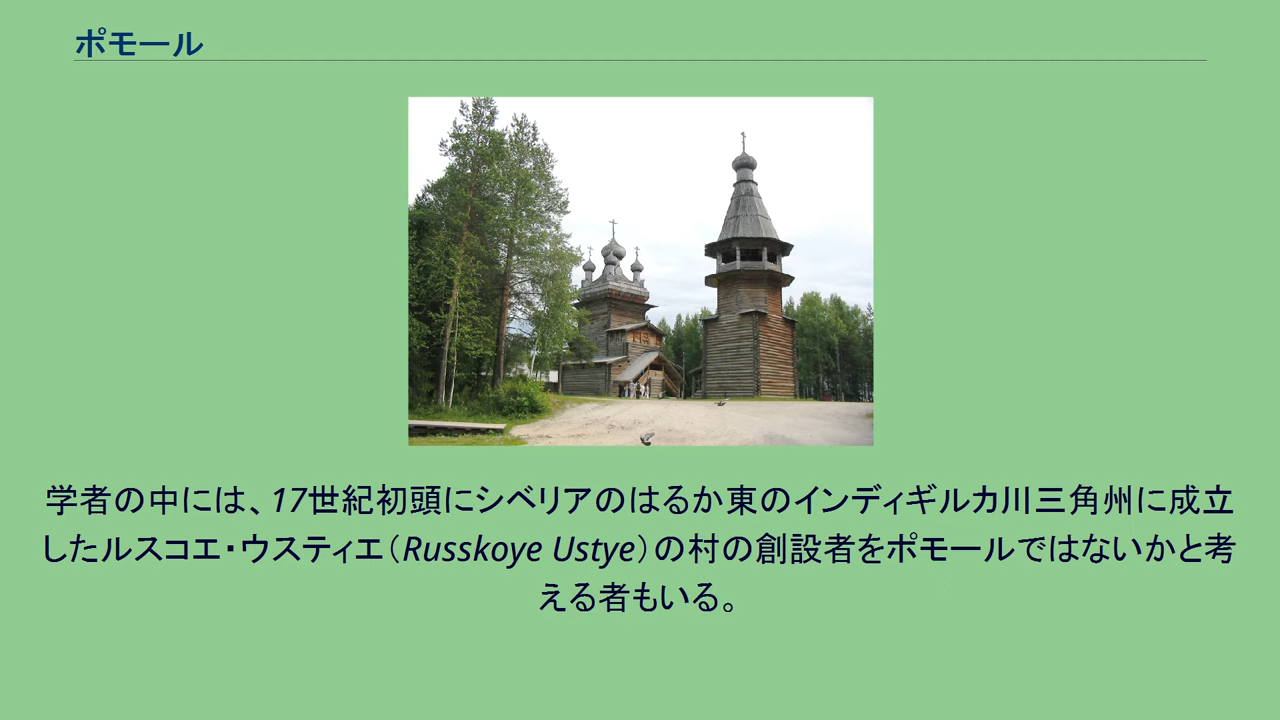 ポモール
学者の中には、17世紀初頭にシベリアのはるか東のインディギルカ川三角州に成立
したルスコエ・ウスティエ（Russkoye Ustye）の村の創設者をポモールではないかと考
える者もいる。